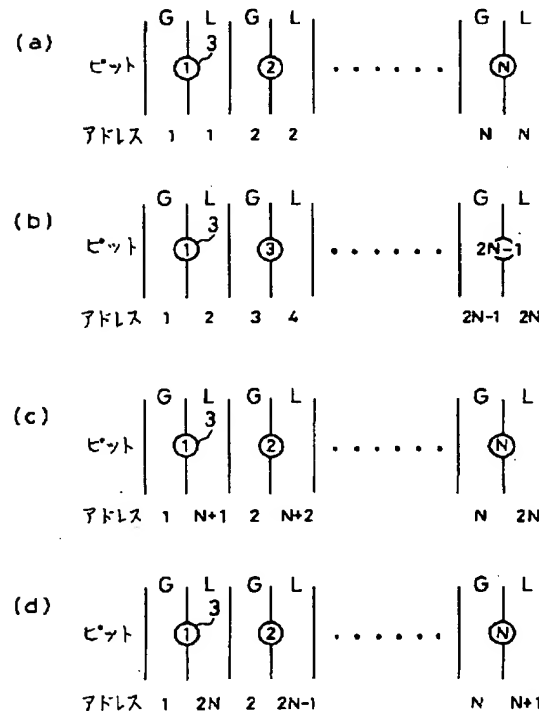 G L G L G L
(a) 3
ピット 1 2 ...... N
アドレス 1 1 2 2 N N
G L G L G L
(b) 3
ピット 1 3 ...... 2N-1
アドレス 1 2 3 4 2N-1 2N
G L G L G L
(c) 3
ピット 1 2 ...... N
アドレス 1 N+1 2 N+2 N 2N
G L G L G L
(d) 3
ピット 1 2 ...... N
アドレス 1 2N 2 2N-1 N N+1